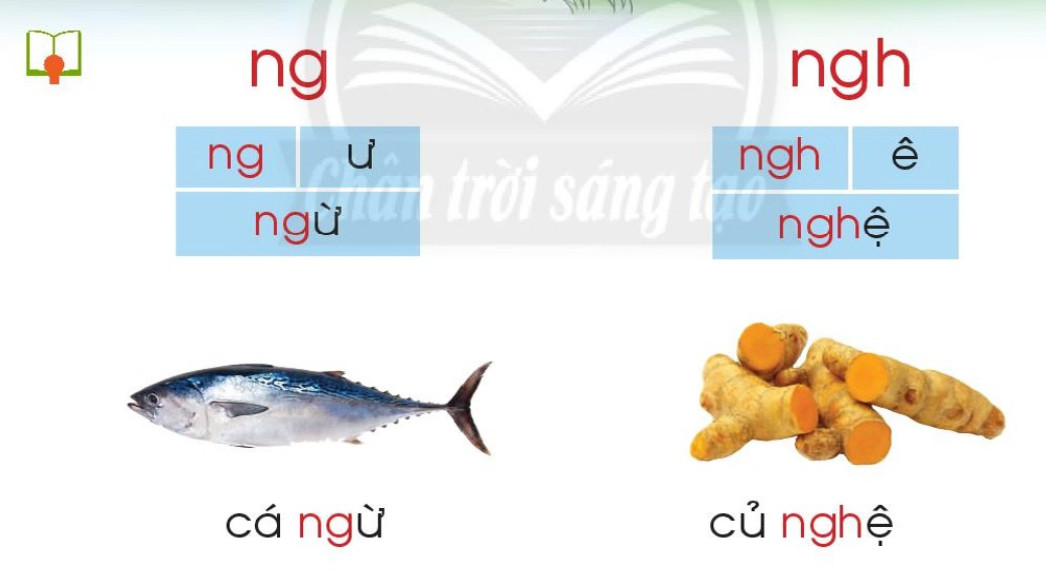 ng ngh
ng ư ngh ê
Chân trời sáng tạo
ngừ nghệ
cá ngừ củ nghệ